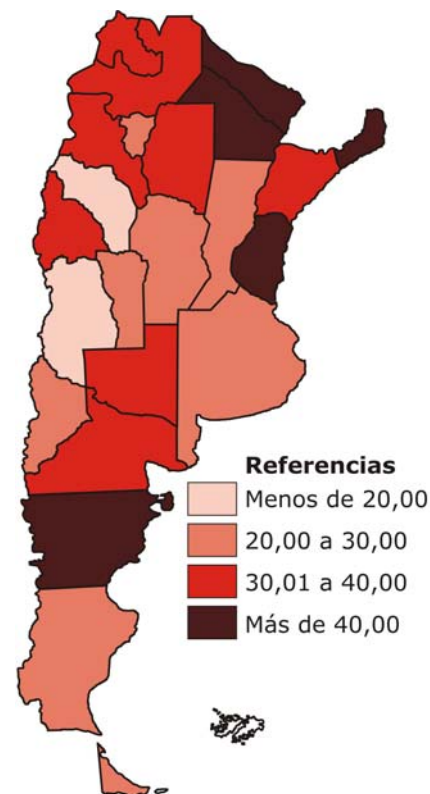 Referencias
Menos de 20,00
20,00 a 30,00
30,01 a 40,00
Más de 40,00